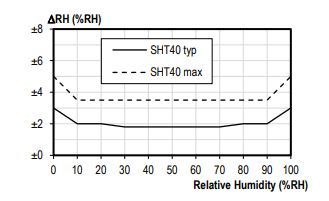 ΔRH (%RH)
±8
SHT40 typ
±6
SHT40 max
±4
±2
±0
0 10 20 30 40 50 60 70 80 90 100
Relative Humidity (%RH)